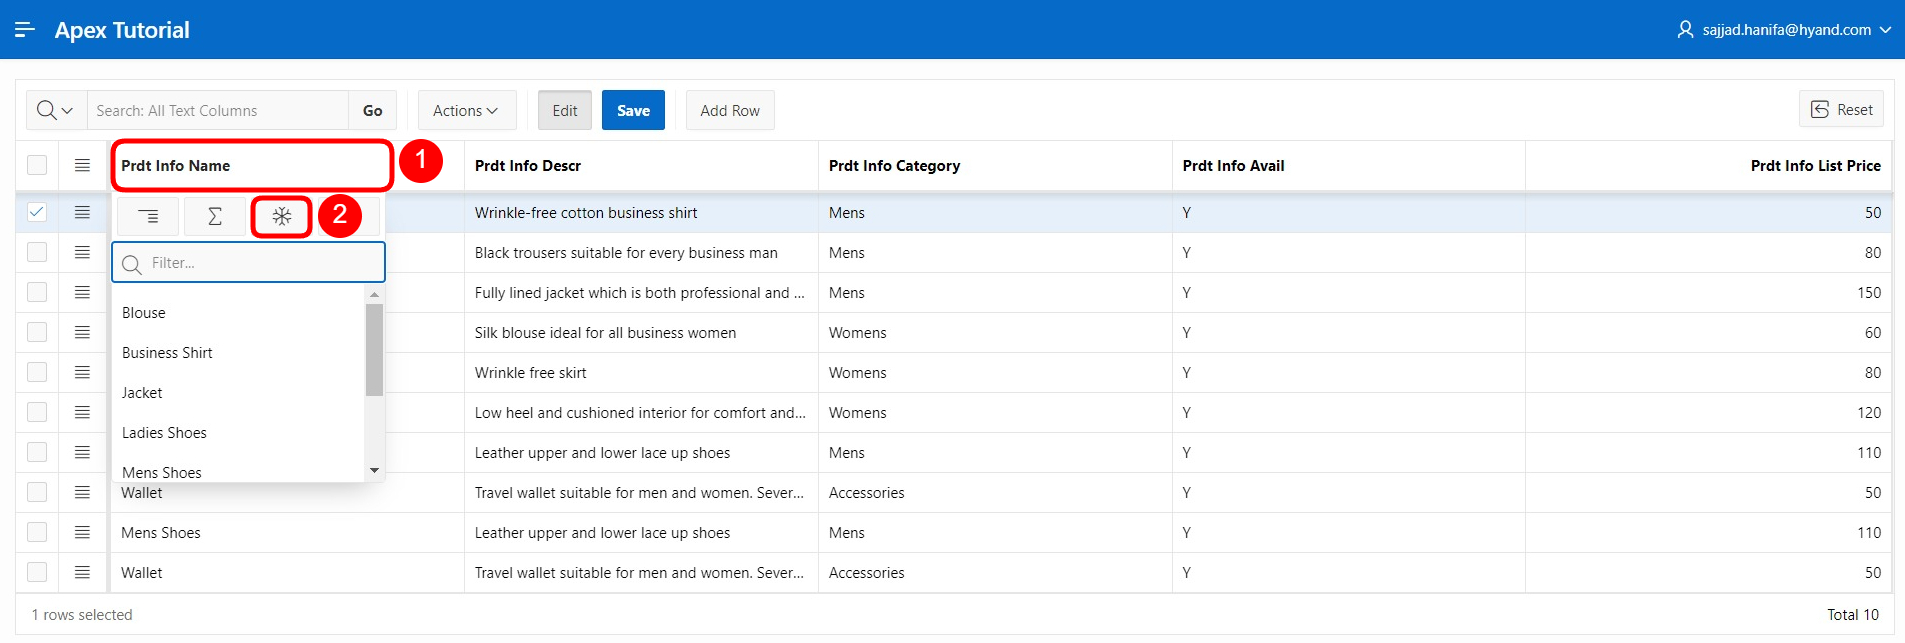 Apex Tutorial sajjad.hanifa@hyand.com
Search: All Text Columns Go Actions Edit Save Add Row Reset
Prdt Info Name 1 Prdt Info Descr Prdt Info Category Prdt Info Avail Prdt Info List Price
2 Wrinkle-free cotton business shirt Mens Y 50
Black trousers suitable for every business man Mens Y 80
Filter...
Fully lined jacket which is both professional and ... Mens Y 150
Blouse
Silk blouse ideal for all business women Womens Y 60
Business Shirt
Wrinkle free skirt Womens Y 80
Jacket
Low heel and cushioned interior for comfort and... Womens Y 120
Ladies Shoes
Leather upper and lower lace up shoes Mens Y 110
Mens Shoes
Wallet Travel wallet suitable for men and women. Sever... Accessories Y 50
Mens Shoes Leather upper and lower lace up shoes Mens Y 110
Wallet Travel wallet suitable for men and women. Sever... Accessories Y 50
1 rows selected Total 10